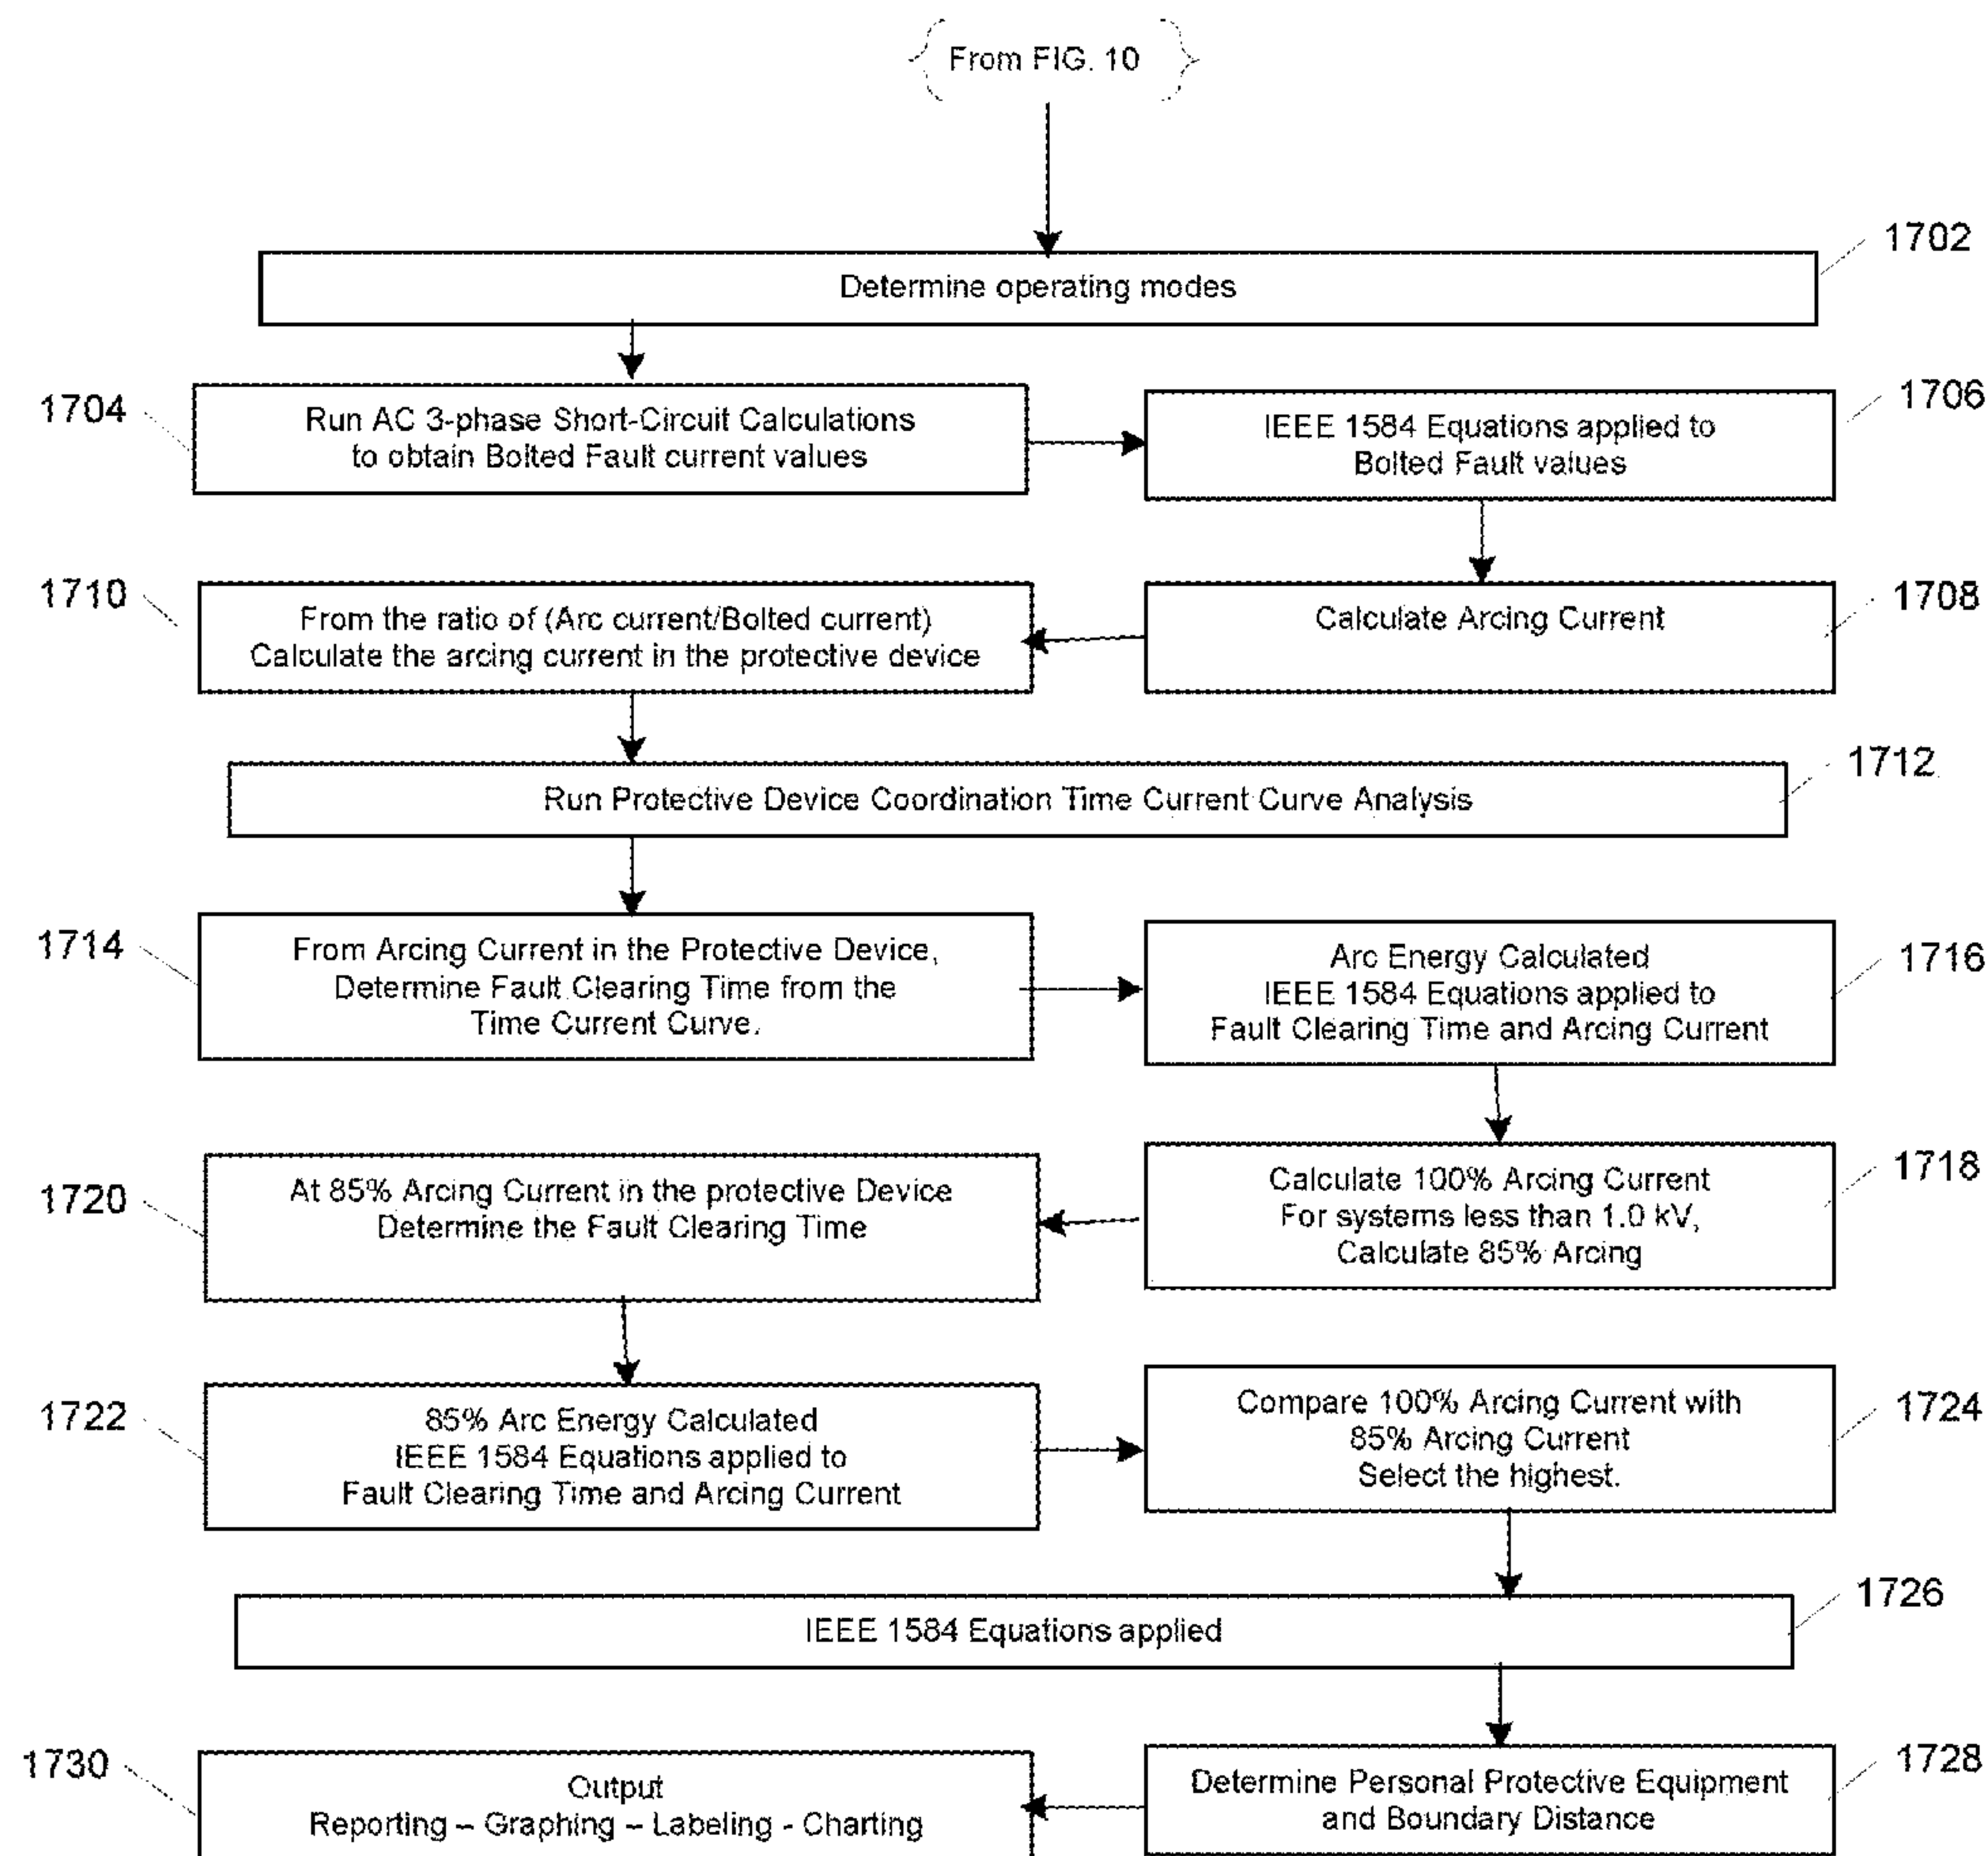 From FIG. 10
1702
Determine operating modes
1704
Run AC 3-phase Short-Circuit Calculations
to obtain Bolted Fault current values
1706
IEEE 1584 Equations applied to
Bolted Fault values
1710
From the ratio of (Arc current/Bolted current)
Calculate the arcing current in the protective device
1708
Calculate Arcing Current
1712
Run Protective Device Coordination Time Current Curve Analysis
1714
From Arcing Current in the Protective Device,
Determine Fault Clearing Time from the
Time Current Curve.
1716
Arc Energy Calculated
IEEE 1584 Equations applied to
Fault Clearing Time and Arcing Current
1720
At 85% Arcing Current in the protective Device
Determine the Fault Clearing Time
1718
Calculate 100% Arcing Current
For systems less than 1.0 kV,
Calculate 85% Arcing
1722
85% Arc Energy Calculated
IEEE 1584 Equations applied to
Fault Clearing Time and Arcing Current
1724
Compare 100% Arcing Current with
85% Arcing Current
Select the highest.
1726
IEEE 1584 Equations applied
1730
Output
Reporting – Graphing – Labeling - Charting
1728
Determine Personal Protective Equipment
and Boundary Distance